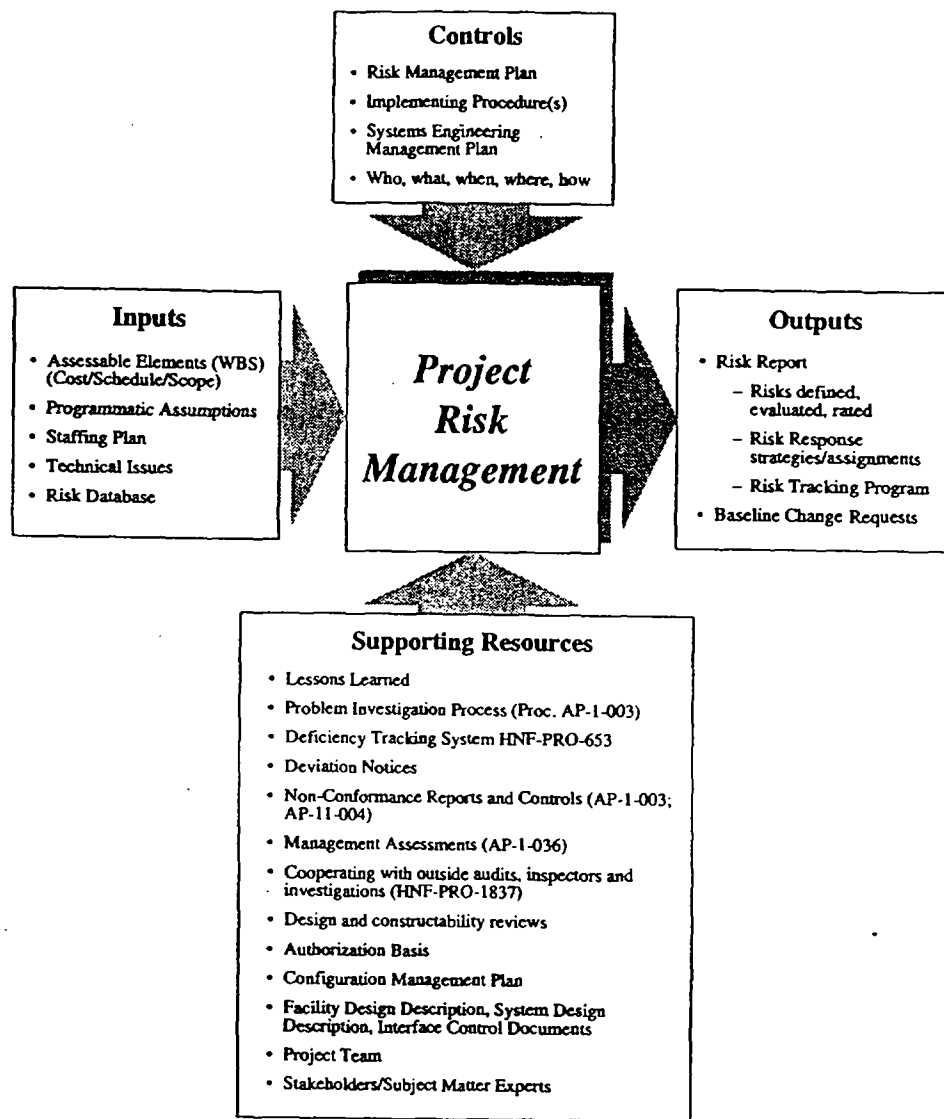 Controls
• Risk Management Plan
• Implementing Procedure(s)
• Systems Engineering
Management Plan
• Who, what, when, where, how
Inputs
• Assessable Elements (WBS)
(Cost/Schedule/Scope)
• Programmatic Assumptions
• Staffing Plan
• Technical Issues
• Risk Database
Project
Risk
Management
Outputs
• Risk Report
– Risks defined,
evaluated, rated
– Risk Response
strategies/assignments
– Risk Tracking Program
• Baseline Change Requests
Supporting Resources
• Lessons Learned
• Problem Investigation Process (Proc. AP-1-003)
• Deficiency Tracking System HNF-PRO-653
• Deviation Notices
• Non-Conformance Reports and Controls (AP-1-003;
AP-11-004)
• Management Assessments (AP-1-036)
• Cooperating with outside audits, inspectors and
investigations (HNF-PRO-1837)
• Design and constructability reviews
• Authorization Basis
• Configuration Management Plan
• Facility Design Description, System Design
Description, Interface Control Documents
• Project Team
• Stakeholders/Subject Matter Experts